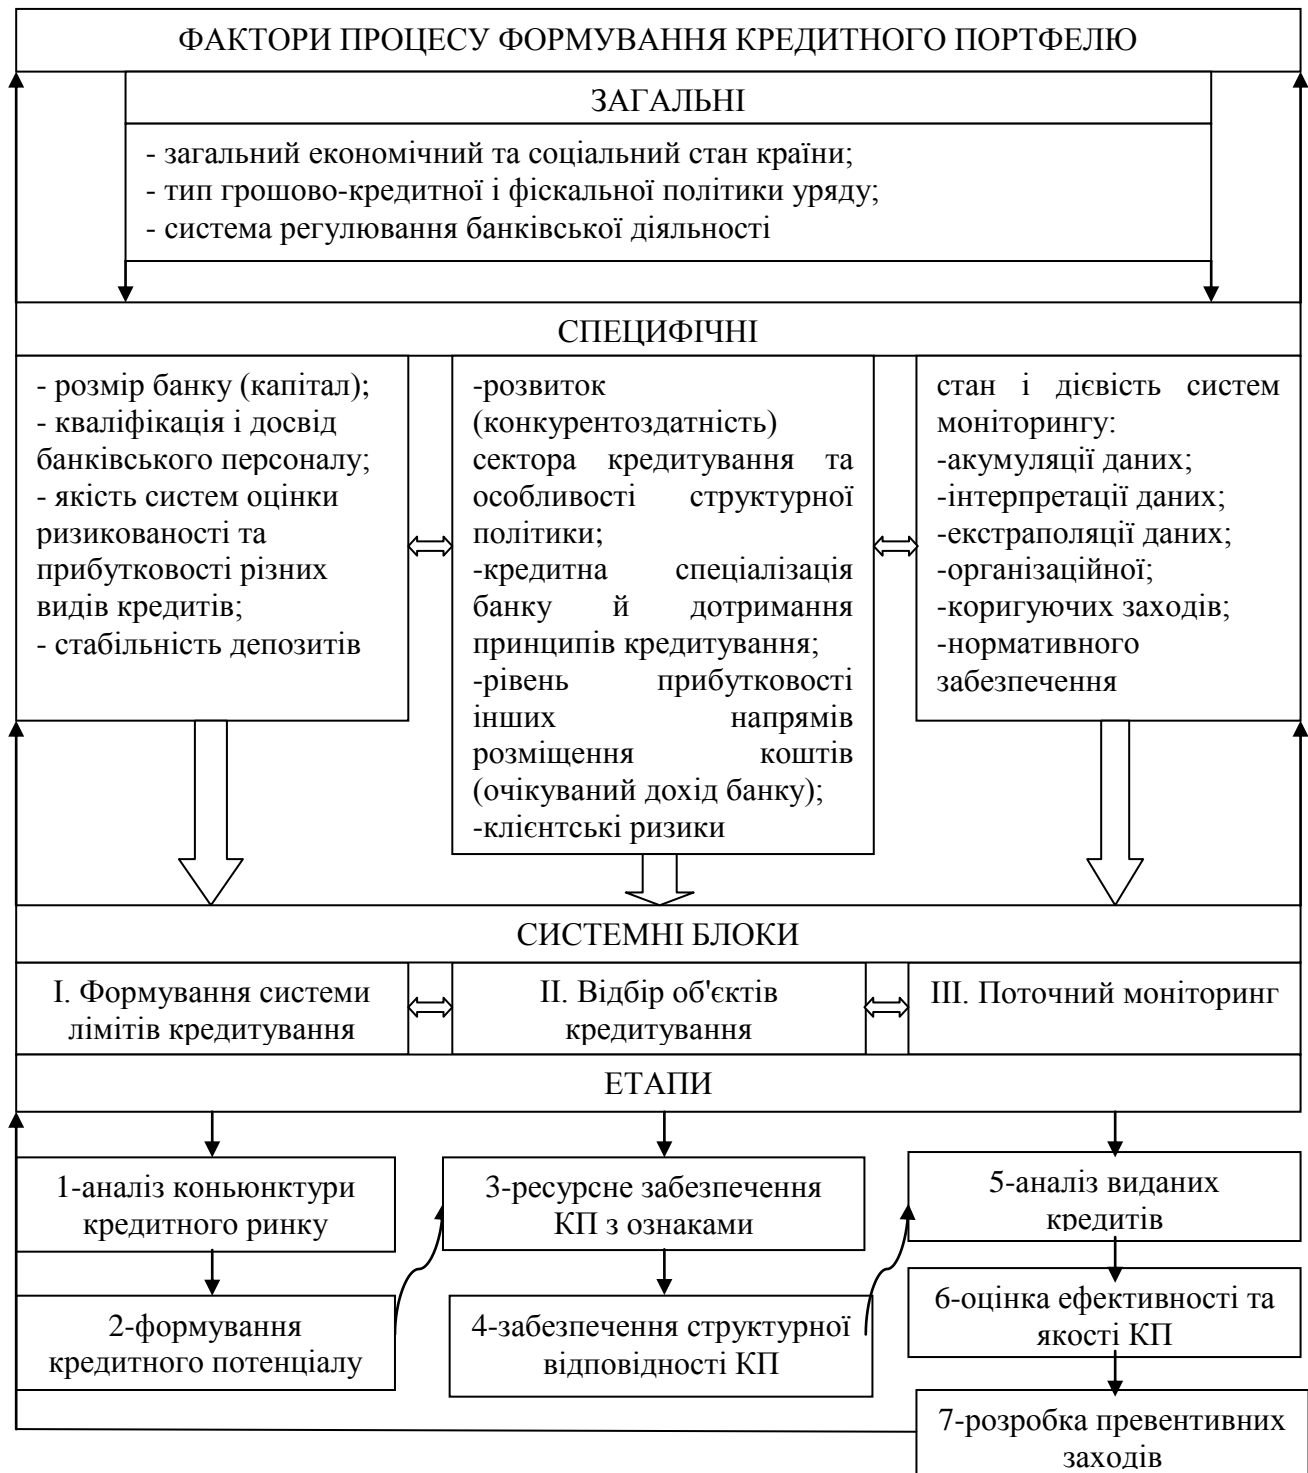 ФАКТОРИ ПРОЦЕСУ ФОРМУВАННЯ КРЕДИТНОГО ПОРТФЕЛЮ
ЗАГАЛЬНІ
- загальний економічний та соціальний стан країни;
- тип грошово-кредитної і фіскальної політики уряду;
- система регулювання банківської діяльності
СПЕЦИФІЧНІ
- розмір банку (капітал);
- кваліфікація і досвід
банківського персоналу;
- якість систем оцінки
ризикованості та
прибутковості різних
видів кредитів;
- стабільність депозитів
-розвиток
(конкурентоздатність)
сектора кредитування та
особливості структурної
політики;
-кредитна спеціалізація
банку й дотримання
принципів кредитування;
-рівень прибутковості
інших напрямів
розміщення коштів
(очікуваний дохід банку);
-клієнтські ризики
стан і дієвість систем
моніторингу:
-акумуляції даних;
-інтерпретації даних;
-екстраполяції даних;
-організаційної;
-коригуючих заходів;
-нормативного
забезпечення
СИСТЕМНІ БЛОКИ
І. Формування системи
лімітів кредитування
ІІ. Відбір об'єктів
кредитування
ІІІ. Поточний моніторинг
ЕТАПИ
1-аналіз коньюнктури
кредитного ринку
2-формування
кредитного потенціалу
3-ресурсне забезпечення
КП з ознаками
4-забезпечення структурної
відповідності КП
5-аналіз виданих
кредитів
6-оцінка ефективності та
якості КП
7-розробка превентивних
заходів